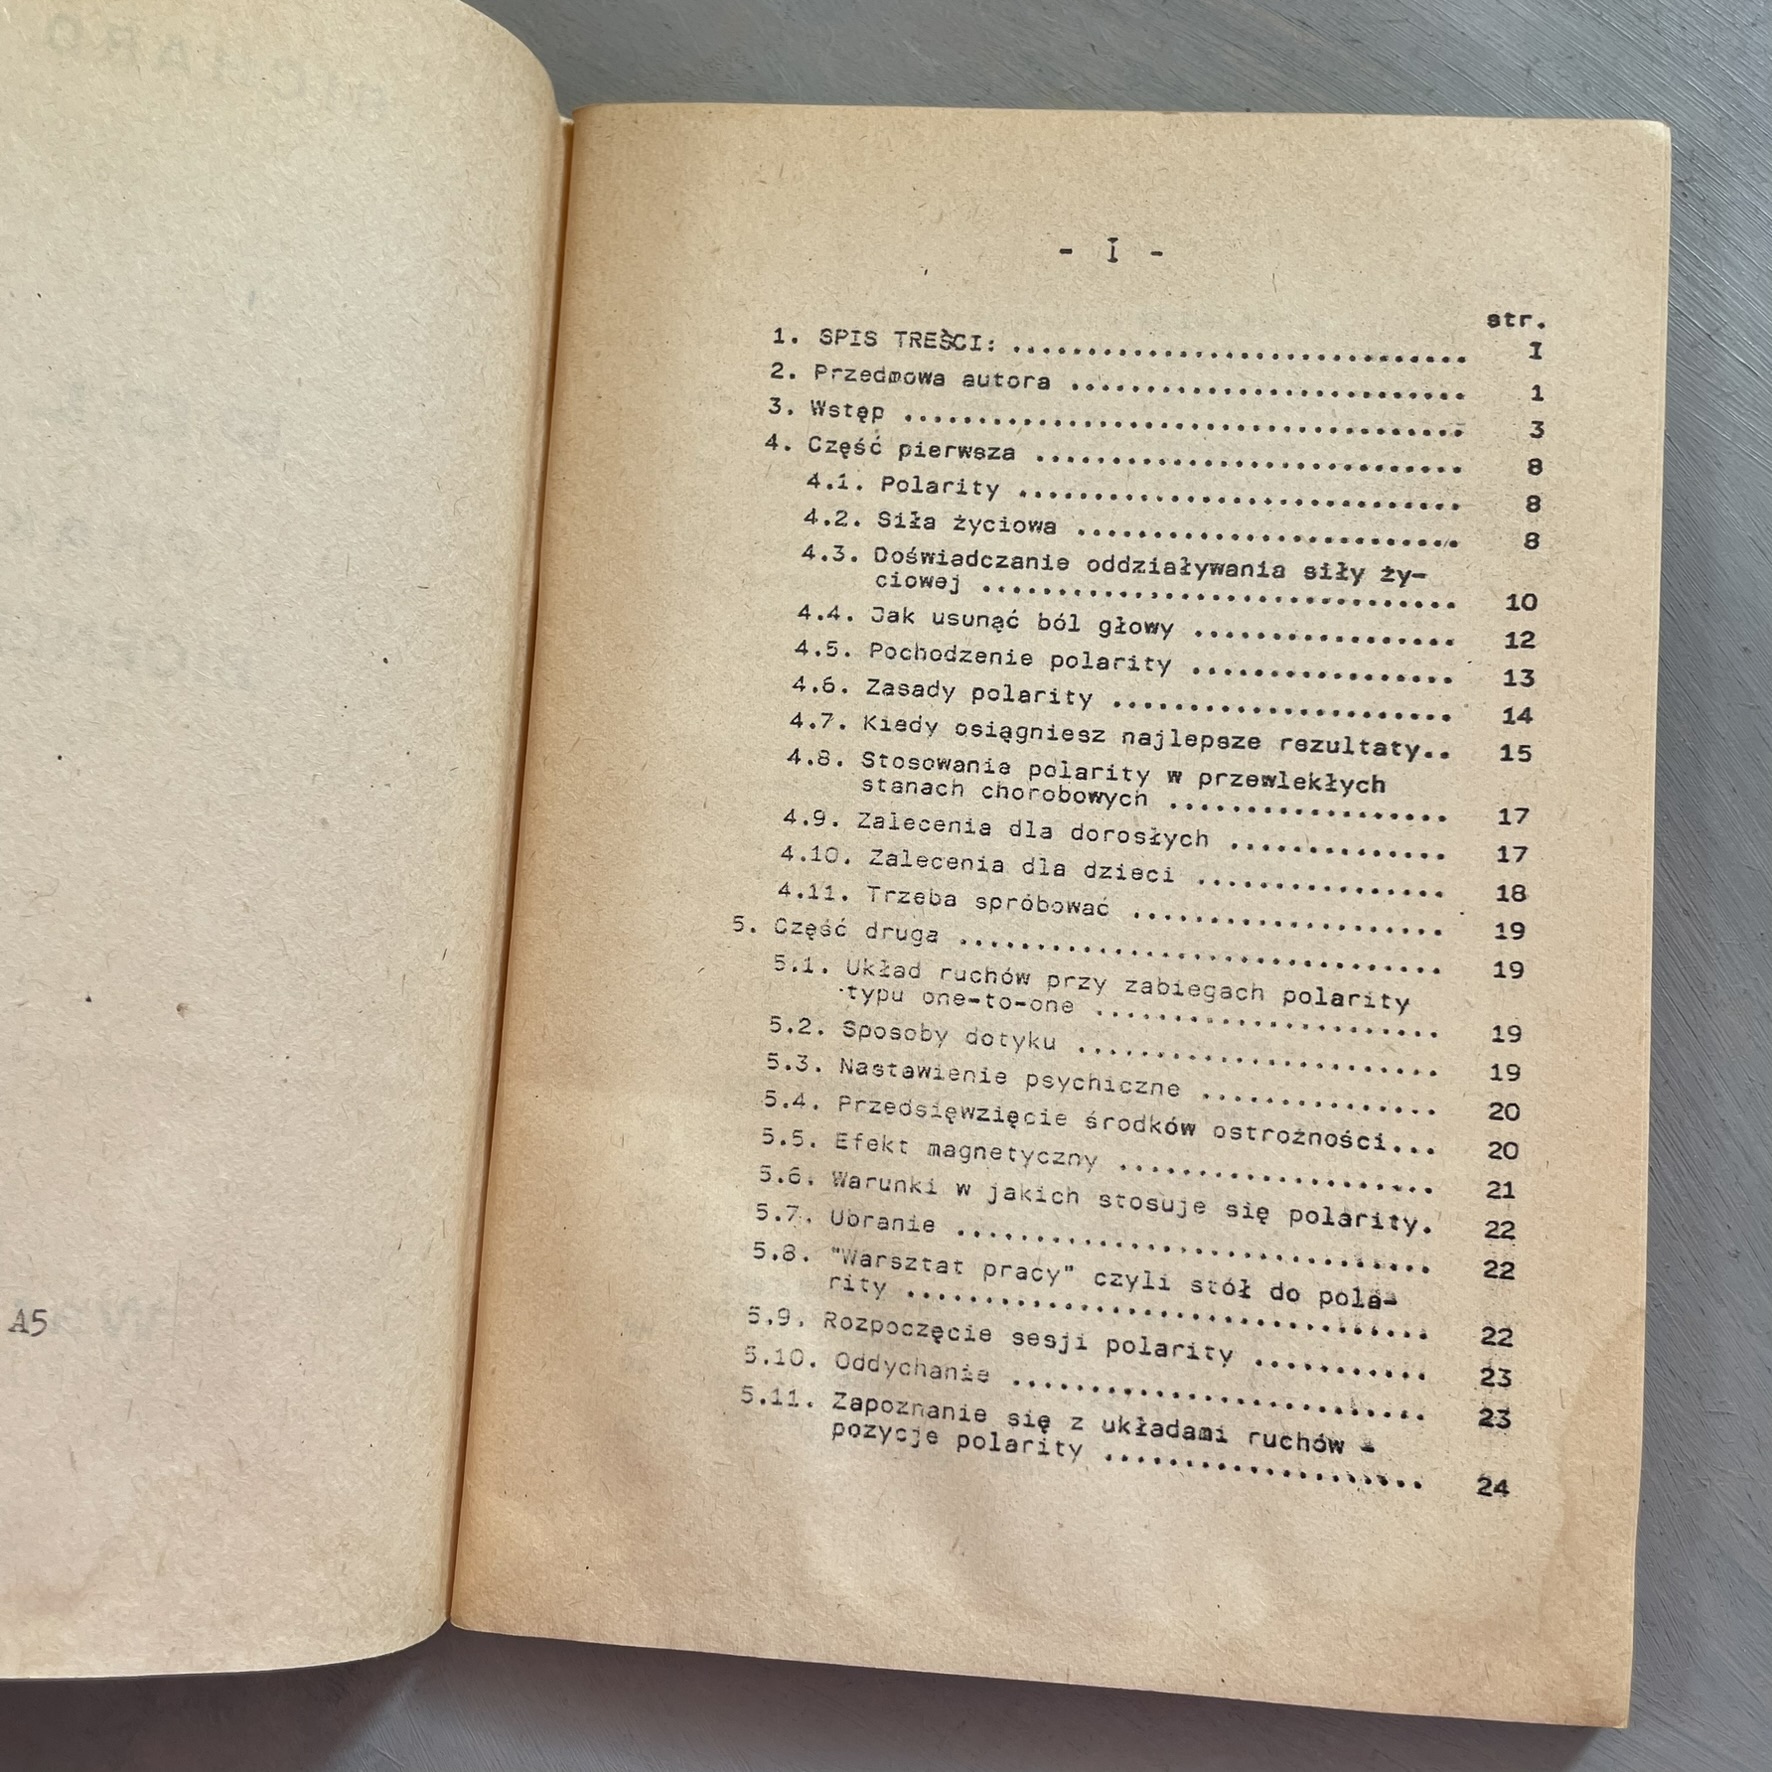 A5
- I -
str.
1. SPIS TREŚCI: .............................. I
2. Przedmowa autora .......................... 1
3. Wstęp ..................................... 3
4. Część pierwsza ............................ 8
4.1. Polarity ............................. 8
4.2. Siła życiowa ......................... 8
4.3. Doświadczanie oddziaływania siły ży-
ciowej ............................... 10
4.4. Jak usunąć ból głowy ................. 12
4.5. Pochodzenie polarity ................. 13
4.6. Zasady polarity ...................... 14
4.7. Kiedy osiągniesz najlepsze rezultaty.. 15
4.8. Stosowania polarity w przewlekłych
stanach chorobowych .................. 17
4.9. Zalecenia dla dorosłych .............. 17
4.10. Zalecenia dla dzieci ................ 18
4.11. Trzeba spróbować .................... 19
5. Część druga ............................... 19
5.1. Układ ruchów przy zabiegach polarity
typu one-to-one ...................... 19
5.2. Sposoby dotyku ....................... 19
5.3. Nastawienie psychiczne ............... 20
5.4. Przedsięwzięcie środków ostrożności... 20
5.5. Efekt magnetyczny .................... 21
5.6. Warunki w jakich stosuje się polarity. 22
5.7. Ubranie .............................. 22
5.8. "Warsztat pracy" czyli stół do pola-
rity ................................. 22
5.9. Rozpoczęcie sesji polarity ........... 23
5.10. Oddychanie .......................... 23
5.11. Zapoznanie się z układami ruchów -
pozycje polarity .................... 24